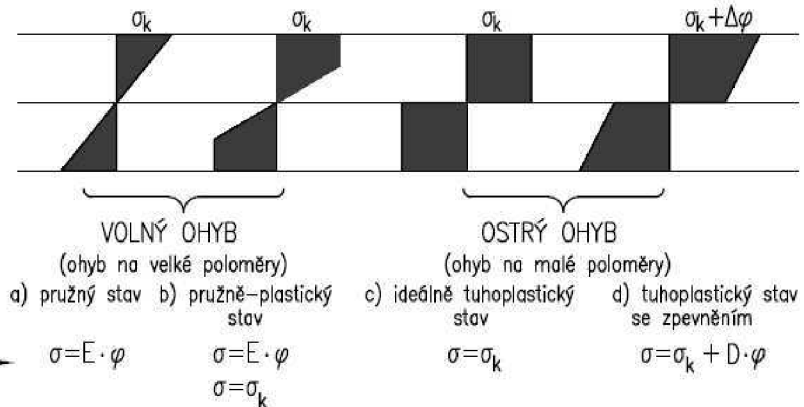 σk σk σk σk+Δφ
VOLNÝ OHYB OSTRÝ OHYB
(ohyb na velké poloměry) (ohyb na malé poloměry)
a) pružný stav b) pružně-plastický c) ideálně tuhoplastický d) tuhoplastický stav
stav stav se zpevněním
σ=E·φ σ=E·φ σ=σk σ=σk + D·φ
σ=σk